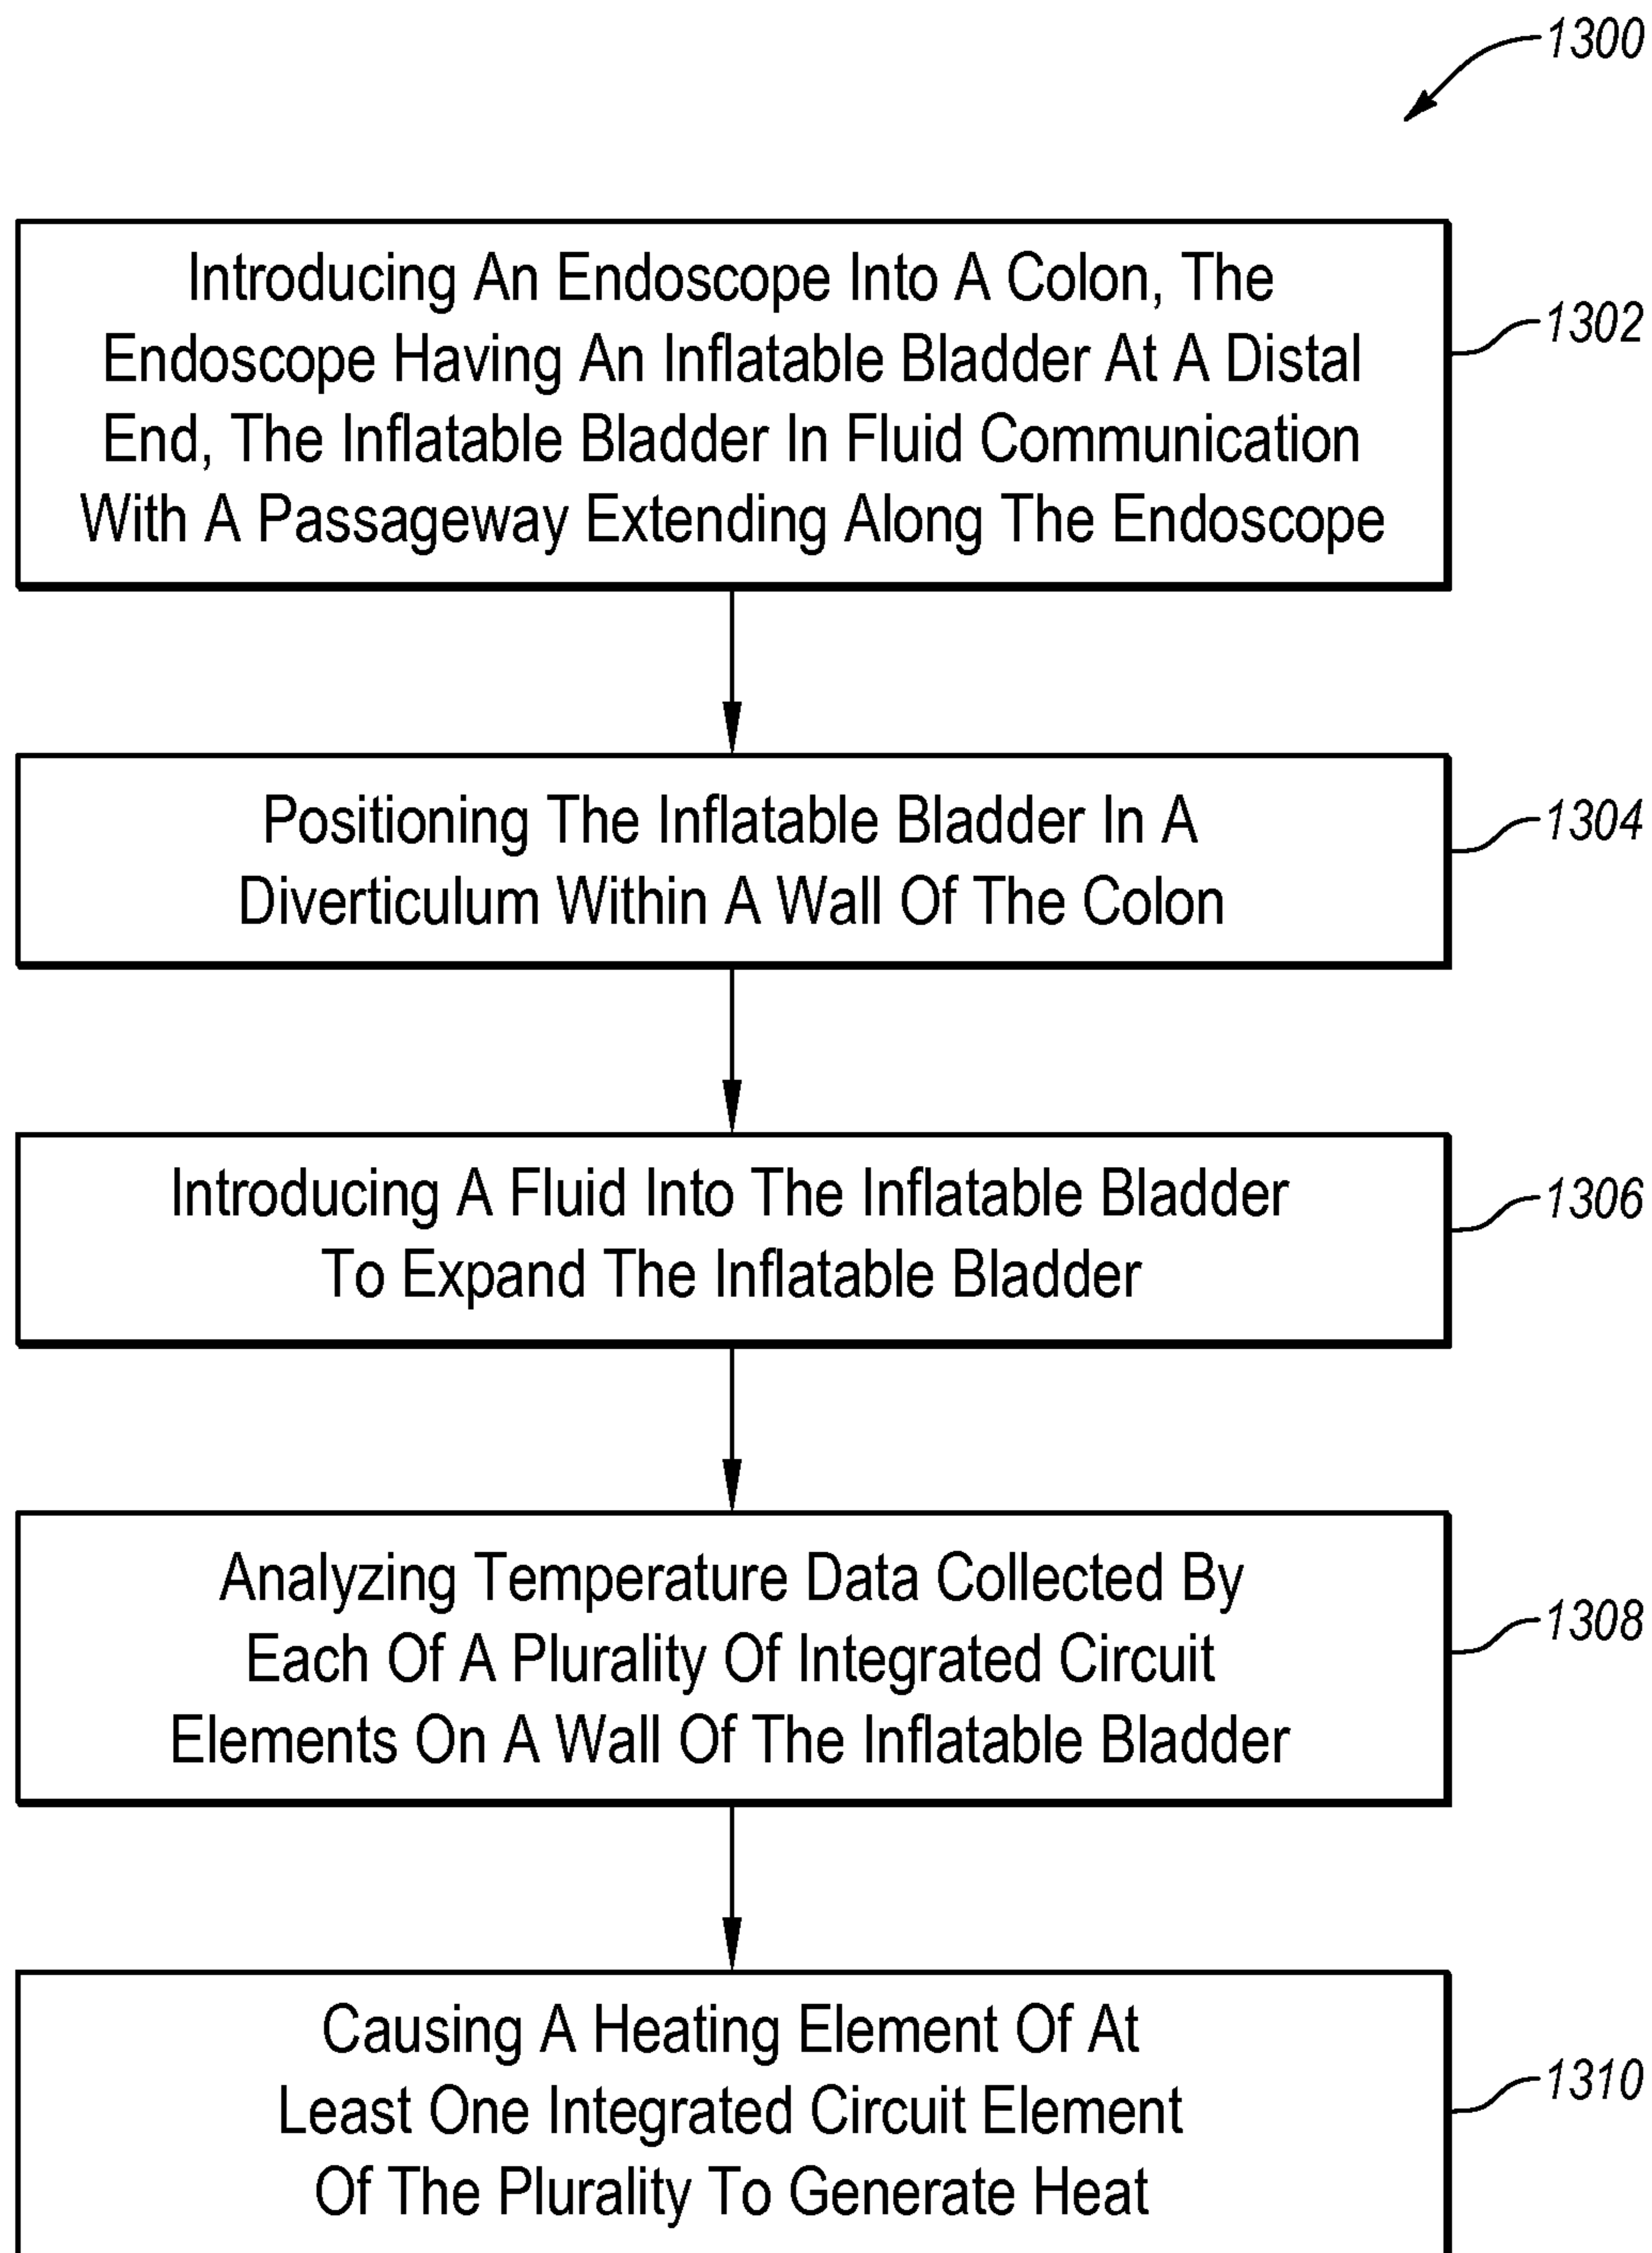 1300
Introducing An Endoscope Into A Colon, The
Endoscope Having An Inflatable Bladder At A Distal
End, The Inflatable Bladder In Fluid Communication
With A Passageway Extending Along The Endoscope
1302
Positioning The Inflatable Bladder In A
Diverticulum Within A Wall Of The Colon
1304
Introducing A Fluid Into The Inflatable Bladder
To Expand The Inflatable Bladder
1306
Analyzing Temperature Data Collected By
Each Of A Plurality Of Integrated Circuit
Elements On A Wall Of The Inflatable Bladder
1308
Causing A Heating Element Of At
Least One Integrated Circuit Element
Of The Plurality To Generate Heat
1310